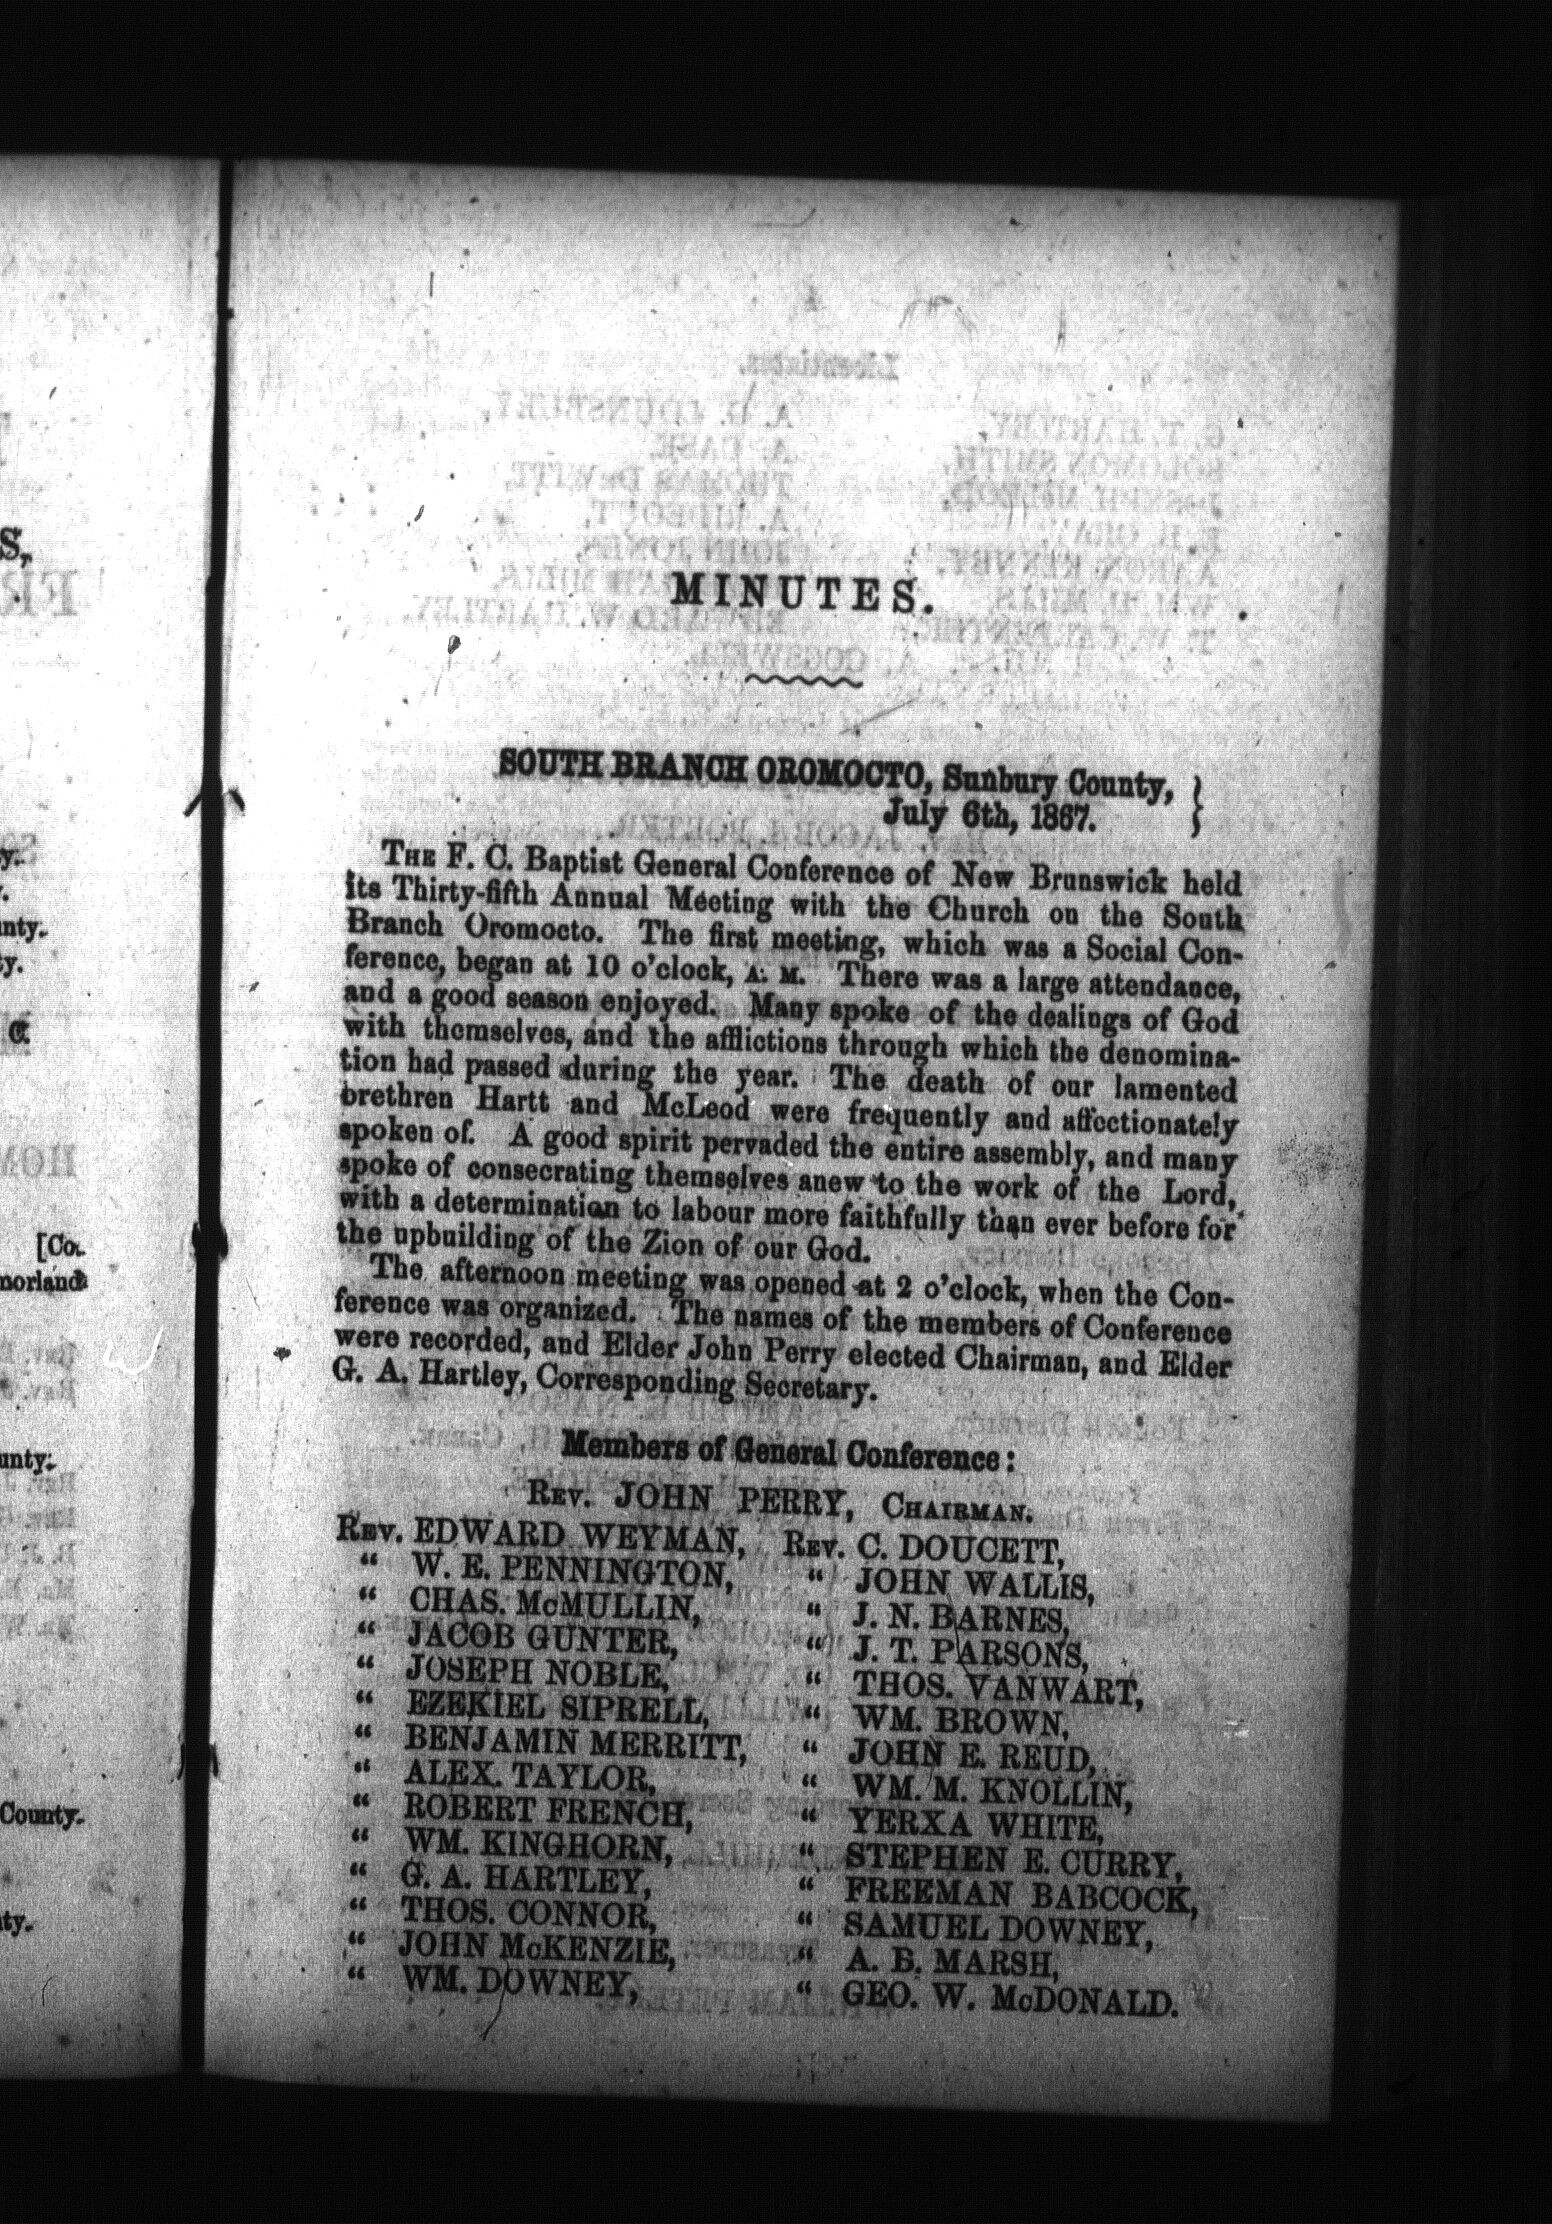 MINUTES.
SOUTH BRANCH OROMOCTO, Sunbury County,
July 6th, 1867.
THE F. C. Baptist General Conference of New Brunswick held
its Thirty-fifth Annual Meeting with the Church on the South
Branch Oromocto. The first meeting, which was a Social Con-
ference, began at 10 o'clock, A. M. There was a large attendance,
and a good season enjoyed. Many spoke of the dealings of God
with themselves, and the afflictions through which the denomina-
tion had passed during the year. The death of our lamented
brethren Hartt and McLeod were frequently and affectionately
spoken of. A good spirit pervaded the entire assembly, and many
spoke of consecrating themselves anew to the work of the Lord,
with a determination to labour more faithfully than ever before for
the upbuilding of the Zion of our God.
The afternoon meeting was opened at 2 o'clock, when the Con-
ference was organized. The names of the members of Conference
were recorded, and Elder John Perry elected Chairman, and Elder
G. A. Hartley, Corresponding Secretary.
Members of General Conference:
REV. JOHN PERRY, CHAIRMAN.
REV. EDWARD WEYMAN, REV. C. DOUCETT,
" W. E. PENNINGTON, " JOHN WALLIS,
" CHAS. McMULLIN, " J. N. BARNES,
" JACOB GUNTER, " J. T. PARSONS,
" JOSEPH NOBLE, " THOS. VANWART,
" EZEKIEL SIPRELL, " WM. BROWN,
" BENJAMIN MERRITT, " JOHN E. REUD,
" ALEX. TAYLOR, " WM. M. KNOLLIN,
" ROBERT FRENCH, " YERXA WHITE,
" WM. KINGHORN, " STEPHEN E. CURRY,
" G. A. HARTLEY, " FREEMAN BABCOCK,
" THOS. CONNOR, " SAMUEL DOWNEY,
" JOHN McKENZIE, " A. B. MARSH,
" WM. DOWNEY, " GEO. W. McDONALD.